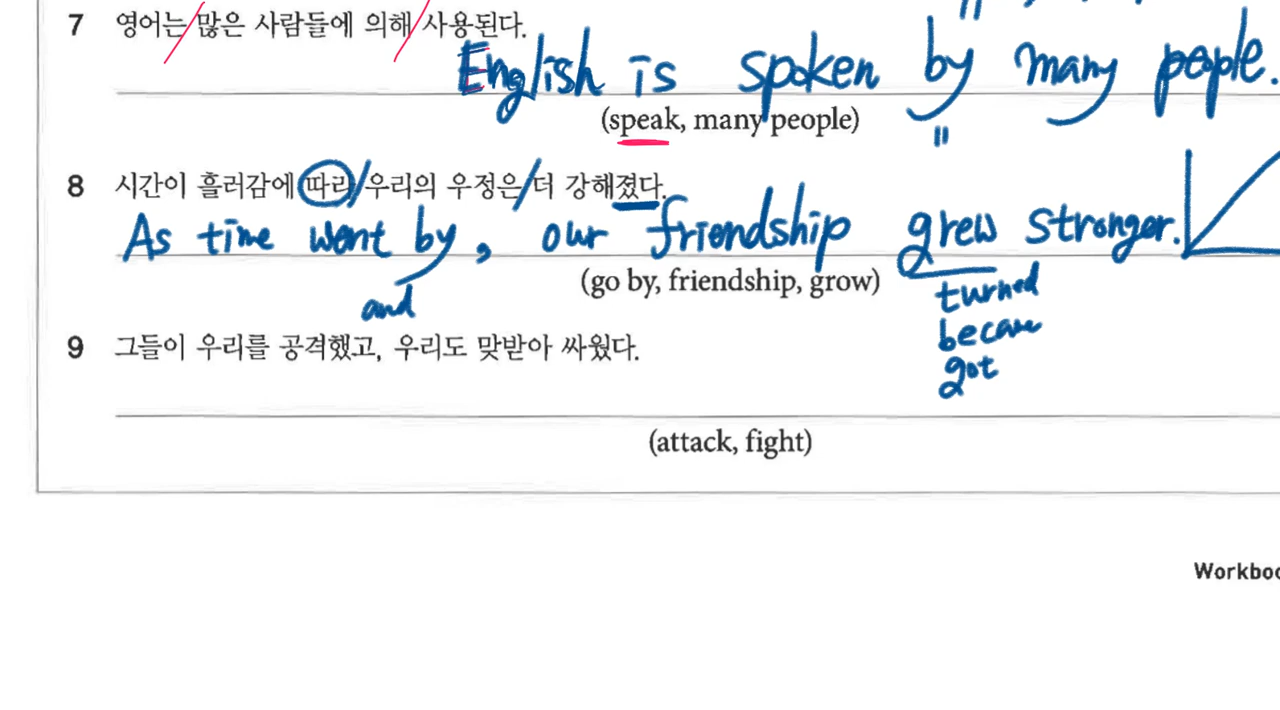 7 영어는 많은 사람들에 의해 사용된다.
English is spoken by many people.
(speak, many people)
8 시간이 흘러감에 따라 우리의 우정은 더 강해졌다.
As time went by, our friendship grew stronger.
(go by, friendship, grow)
and
turned
became
got
9 그들이 우리를 공격했고, 우리도 맞받아 싸웠다.
(attack, fight)